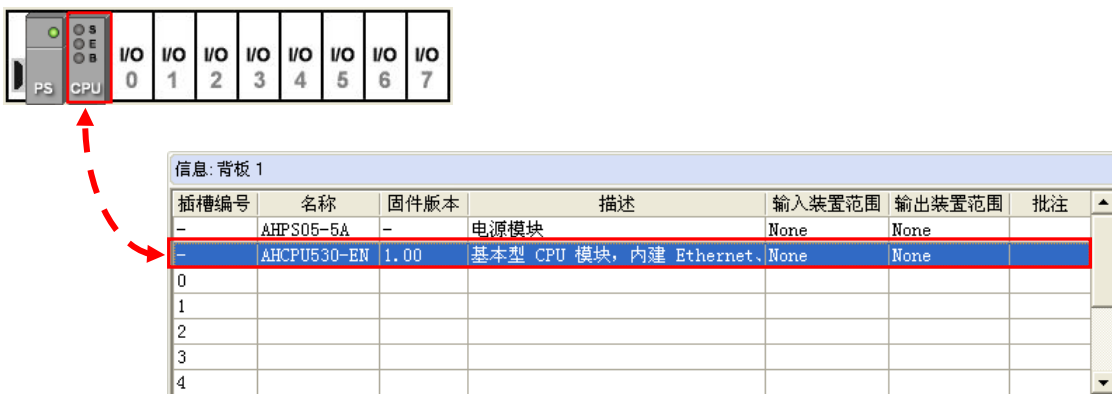 S
E
B
PS CPU I/O 0 I/O 1 I/O 2 I/O 3 I/O 4 I/O 5 I/O 6 I/O 7
信息: 背板 1
插槽编号 名称 固件版本 描述 输入装置范围 输出装置范围 批注
- AHPS05-5A - 电源模块 None None
- AHCPU530-EN 1.00 基本型 CPU 模块，内建 Ethernet、 None None
0
1
2
3
4